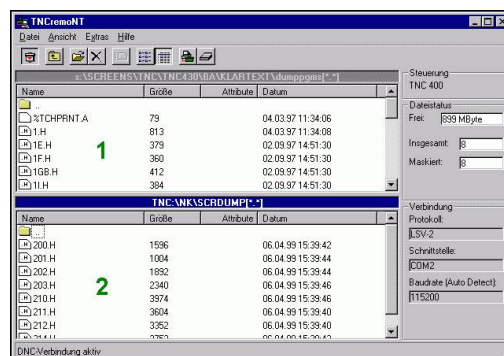 TNCremoNT
Datei Ansicht Extras Hilfe
s:\SCREENS\TNC\TNC430\BA\KLARTEXT\dumppgms[*.*]
Name Größe Attribute Datum
..
%TCHPRNT.A 79 04.03.97 11:34:06
1.H 813 04.03.97 11:34:08
1E.H 379 02.09.97 14:51:30
1F.H 360 02.09.97 14:51:30
1GB.H 412 02.09.97 14:51:30
1I.H 384 02.09.97 14:51:30
1
TNC:\NK\SCRDUMP[*.*]
Name Größe Attribute Datum
..
200.H 1596 06.04.99 15:39:42
201.H 1004 06.04.99 15:39:44
202.H 1892 06.04.99 15:39:44
203.H 2340 06.04.99 15:39:46
210.H 3974 06.04.99 15:39:46
211.H 3604 06.04.99 15:39:40
212.H 3352 06.04.99 15:39:40
2
Steuerung
TNC 400
Dateistatus
Frei: 899 MByte
Insgesamt: 8
Maskiert: 8
Verbindung
Protokoll:
LSV-2
Schnittstelle:
COM2
Baudrate (Auto Detect):
115200
DNC-Verbindung aktiv